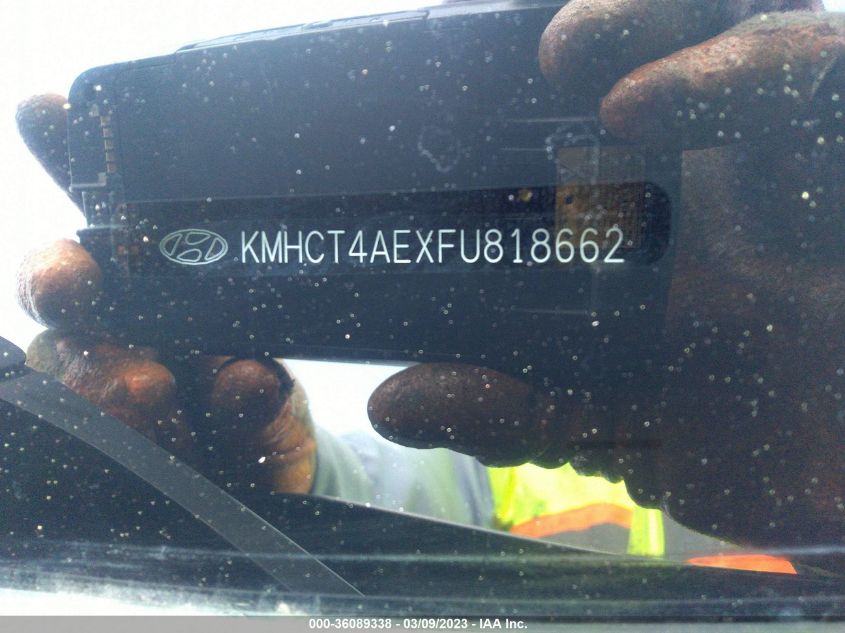 KMHCT4AEXFU818662
000-36089338 - 03/09/2023 - IAA Inc.